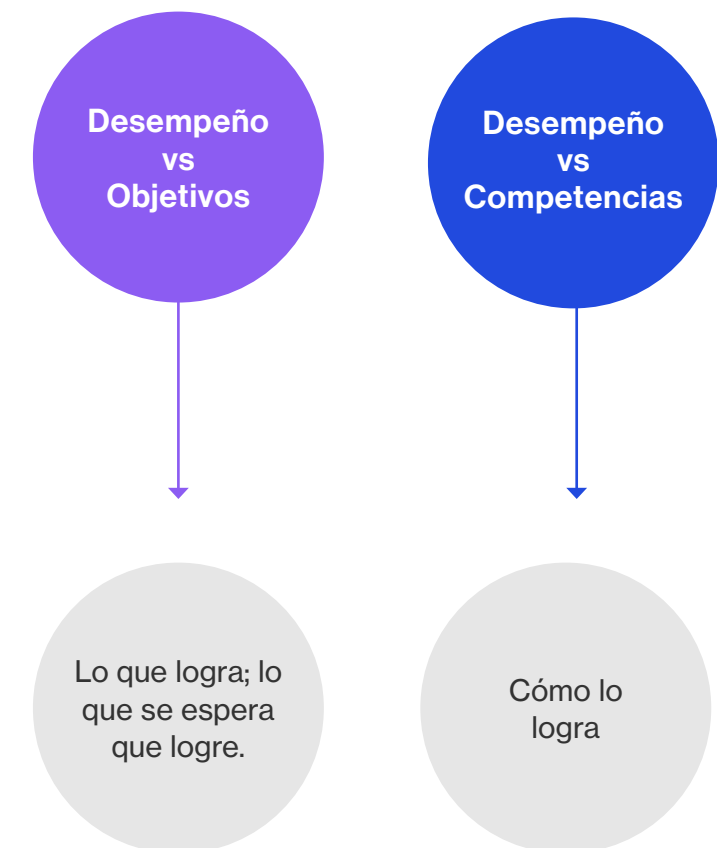 Desempeño
vs
Objetivos
Desempeño
vs
Competencias
Lo que logra; lo
que se espera
que logre.
Cómo lo
logra